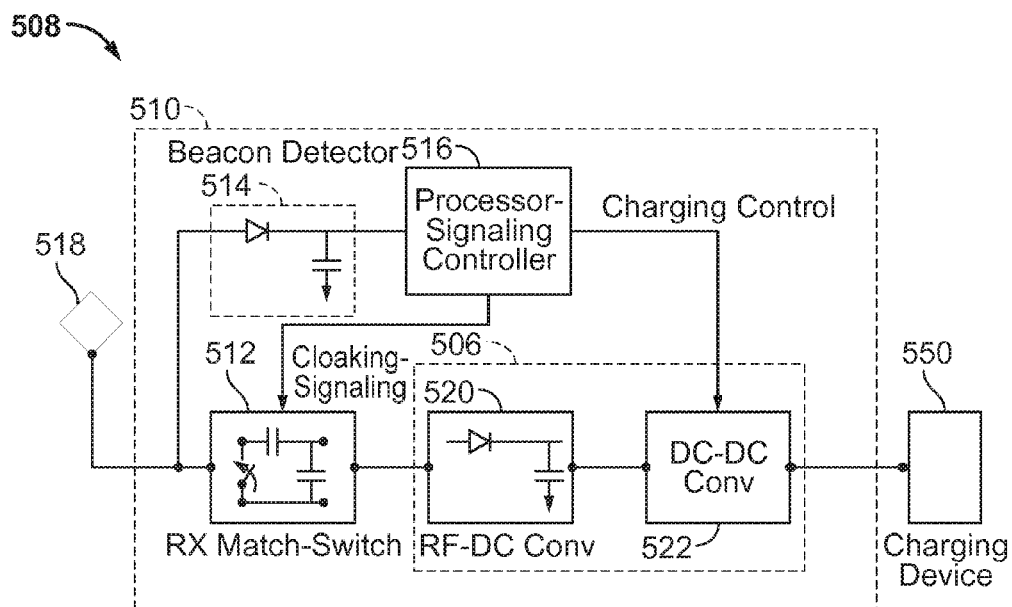 508
510
Beacon Detector
516
514
Processor-
Signaling
Controller
Charging Control
518
512
Cloaking-
Signaling
506
520
550
DC-DC
Conv
RX Match-Switch
RF-DC Conv
522
Charging
Device